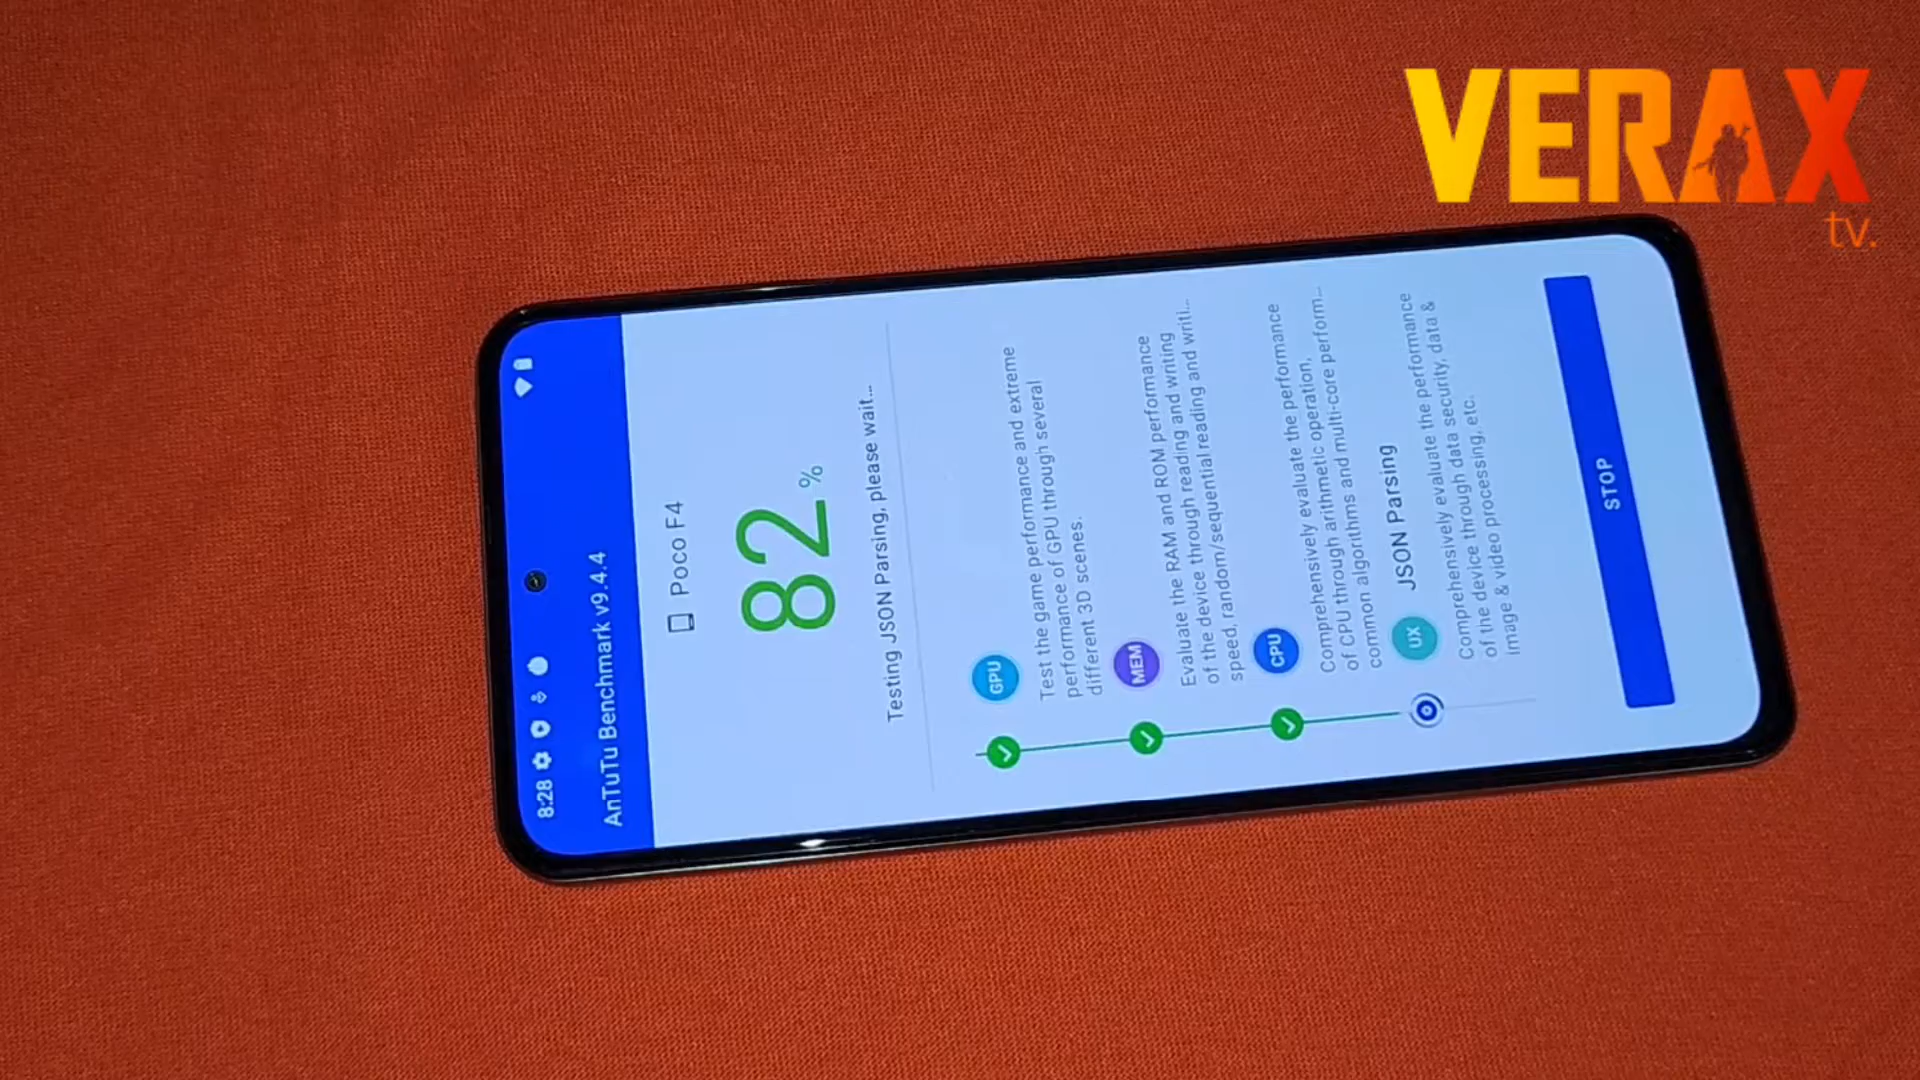 VERAX
tv.
8:28
AnTuTu Benchmark v9.4.4
Poco F4
82%
Testing JSON Parsing, please wait...
GPU
Test the game performance and extreme
performance of GPU through several
different 3D scenes.
MEM
Evaluate the RAM and ROM performance
of the device through reading and writing
speed, random/sequential reading and writi...
CPU
Comprehensively evaluate the performance
of CPU through arithmetic operation,
common algorithms and multi-core perform...
UX JSON Parsing
Comprehensively evaluate the performance
of the device through data security, data &
image & video processing, etc.
STOP